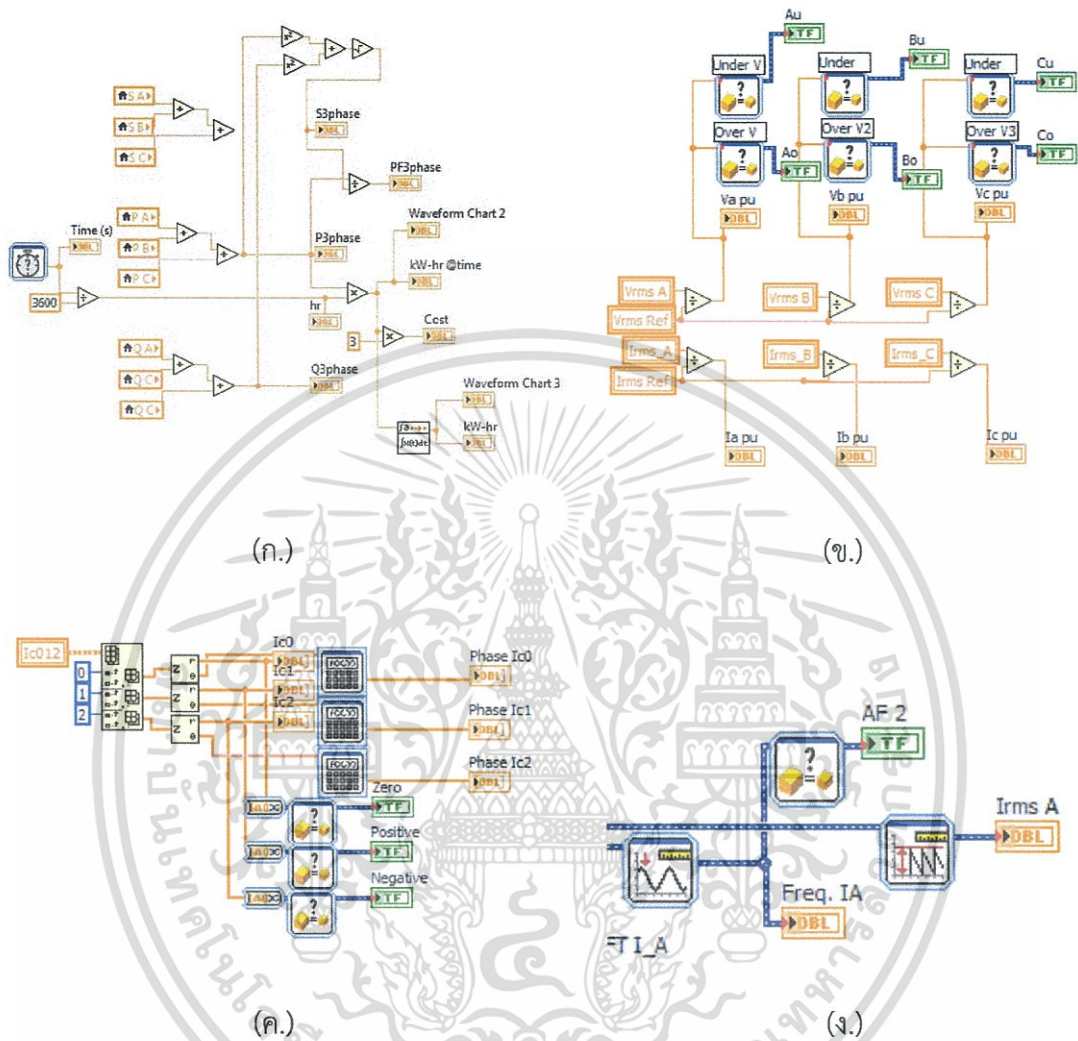 S A
S B
S C
S3phase
PF3phase
Time (s)
P A
P B
P C
P3phase
Waveform Chart 2
kW-hr @time
3600
hr
3
Cost
Q A
Q C
Q C
Q3phase
Waveform Chart 3
kW-hr
(ก.)
Au
Bu
Cu
Under V
Under
Under
Over V
Over V2
Over V3
Ao
Bo
Co
Va pu
Vb pu
Vc pu
Vrms A
Vrms B
Vrms C
Vrms Ref
Irms_A
Irms_B
Irms_C
Irms Ref
Ia pu
Ib pu
Ic pu
(ข.)
Ic012
0
1
2
Ic0
Ic1
Ic2
Phase Ic0
Phase Ic1
Phase Ic2
Zero
Positive
Negative
(ค.)
AF 2
Irms A
Freq. IA
FT I_A
(ง.)